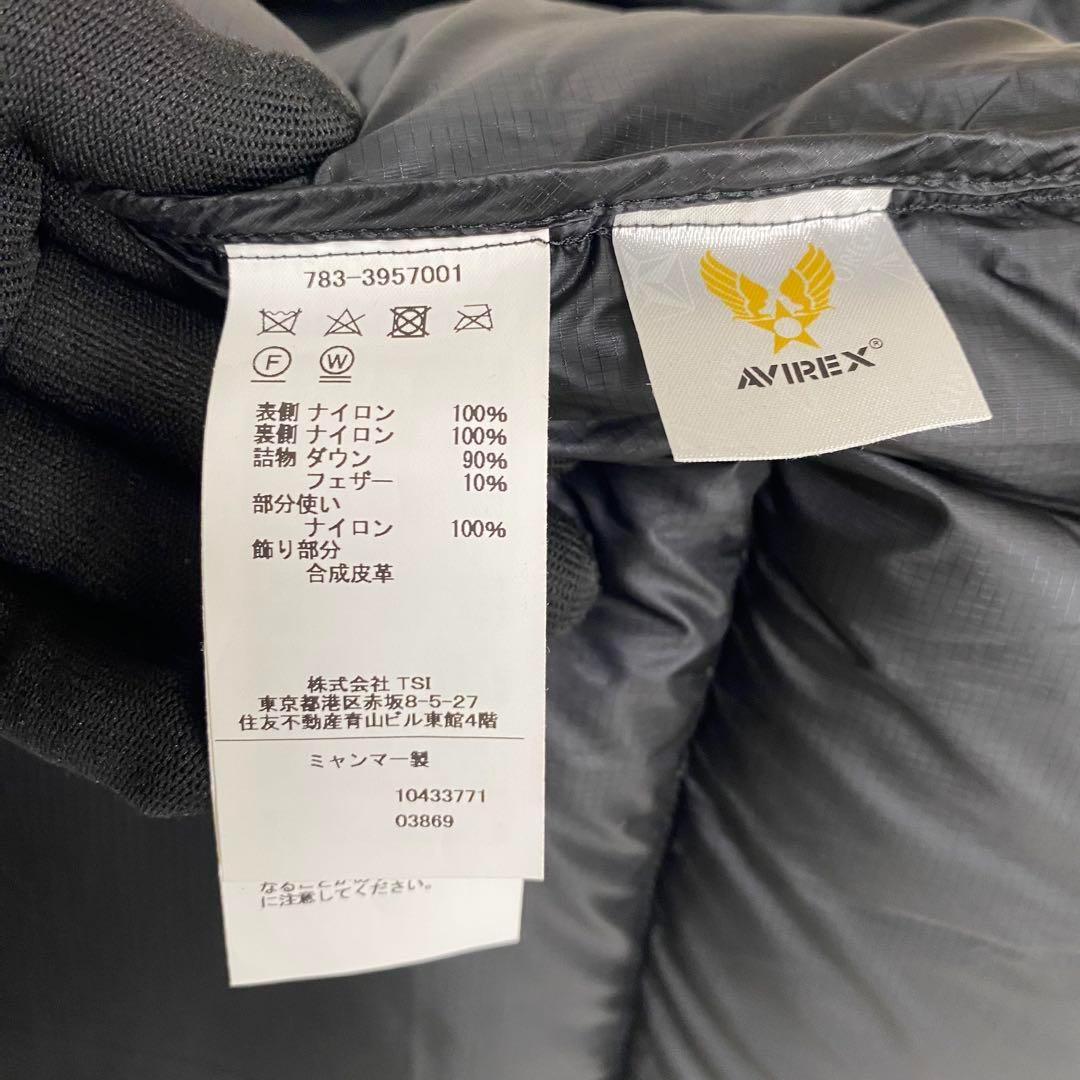 783-3957001
F W
表側 ナイロン 100%
裏側 ナイロン 100%
詰物 ダウン 90%
フェザー 10%
部分使い
ナイロン 100%
飾り部分
合成皮革
株式会社 TSI
東京都港区赤坂8-5-27
住友不動産青山ビル東館4階
ミャンマー製
10433771
03869
に注意してください。
AVIREX®